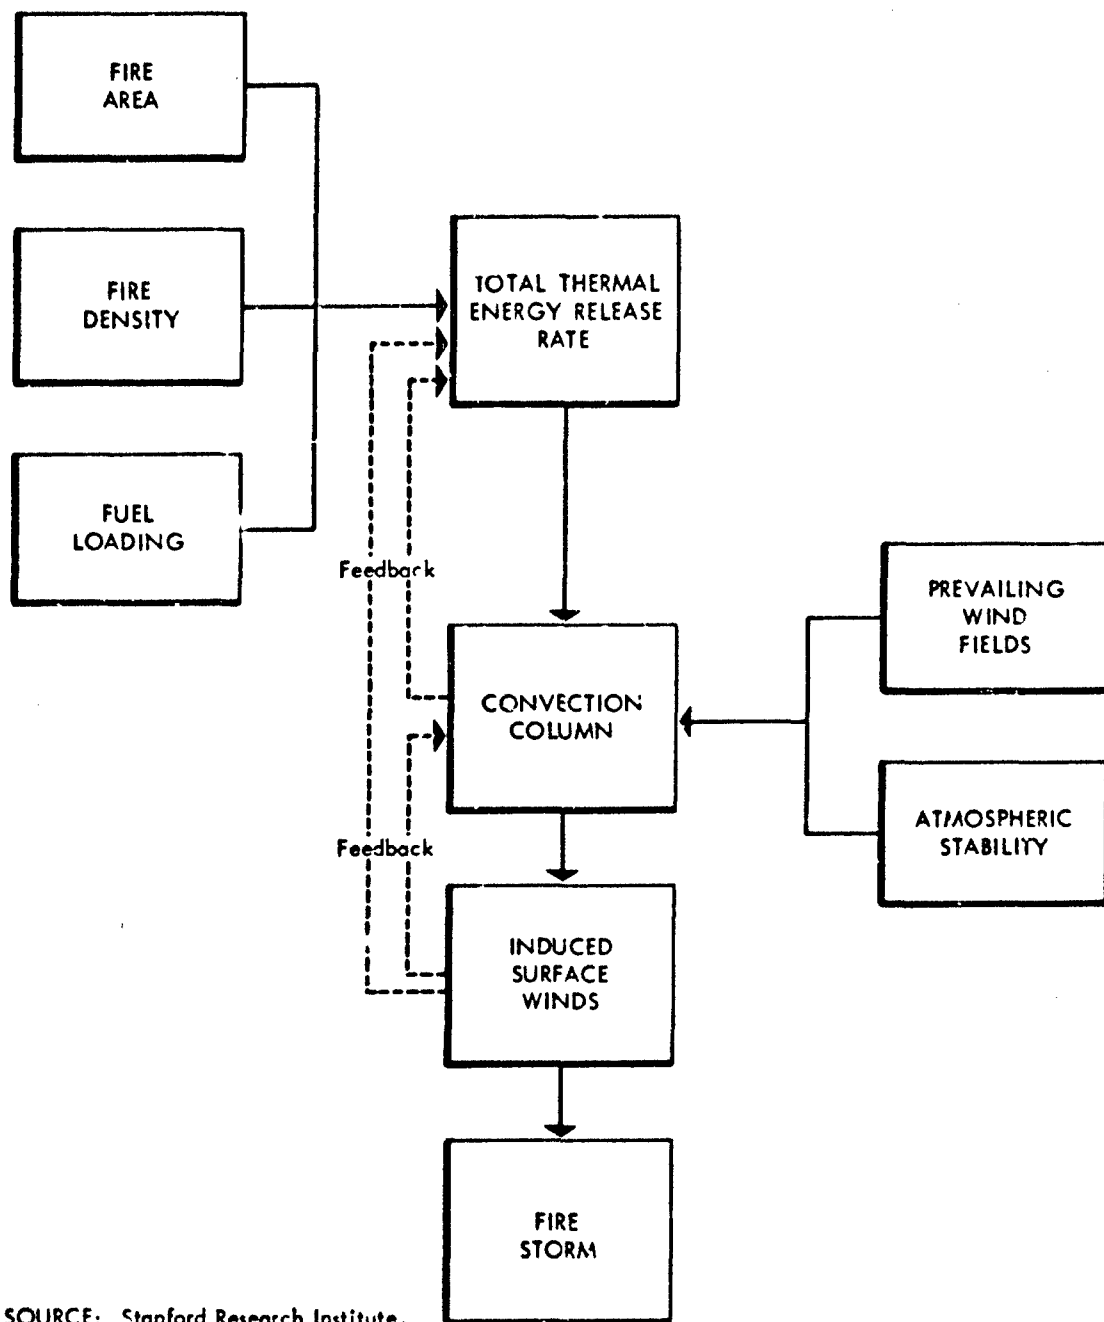 FIRE
AREA
FIRE
DENSITY
FUEL
LOADING
TOTAL THERMAL
ENERGY RELEASE
RATE
Feedback
CONVECTION
COLUMN
PREVAILING
WIND
FIELDS
ATMOSPHERIC
STABILITY
Feedback
INDUCED
SURFACE
WINDS
FIRE
STORM
SOURCE: Stanford Research Institute.